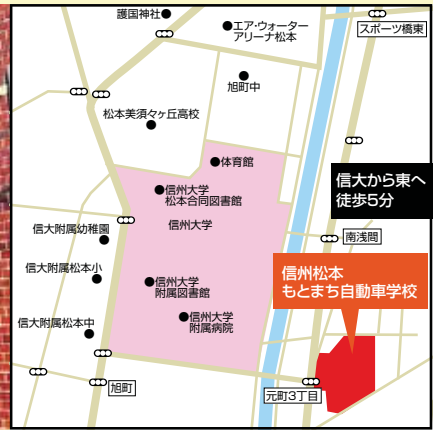 護国神社
エア・ウォーター
アリーナ松本
スポーツ橋東
旭町中
松本美須々ヶ丘高校
体育館
信大から東へ
徒歩5分
信州大学
松本合同図書館
信州大学
信大附属幼稚園
南浅間
信大附属松本小
信州大学
附属図書館
信州松本
もとまち自動車学校
信州大学
附属病院
信大附属松本中
旭町
元町3丁目